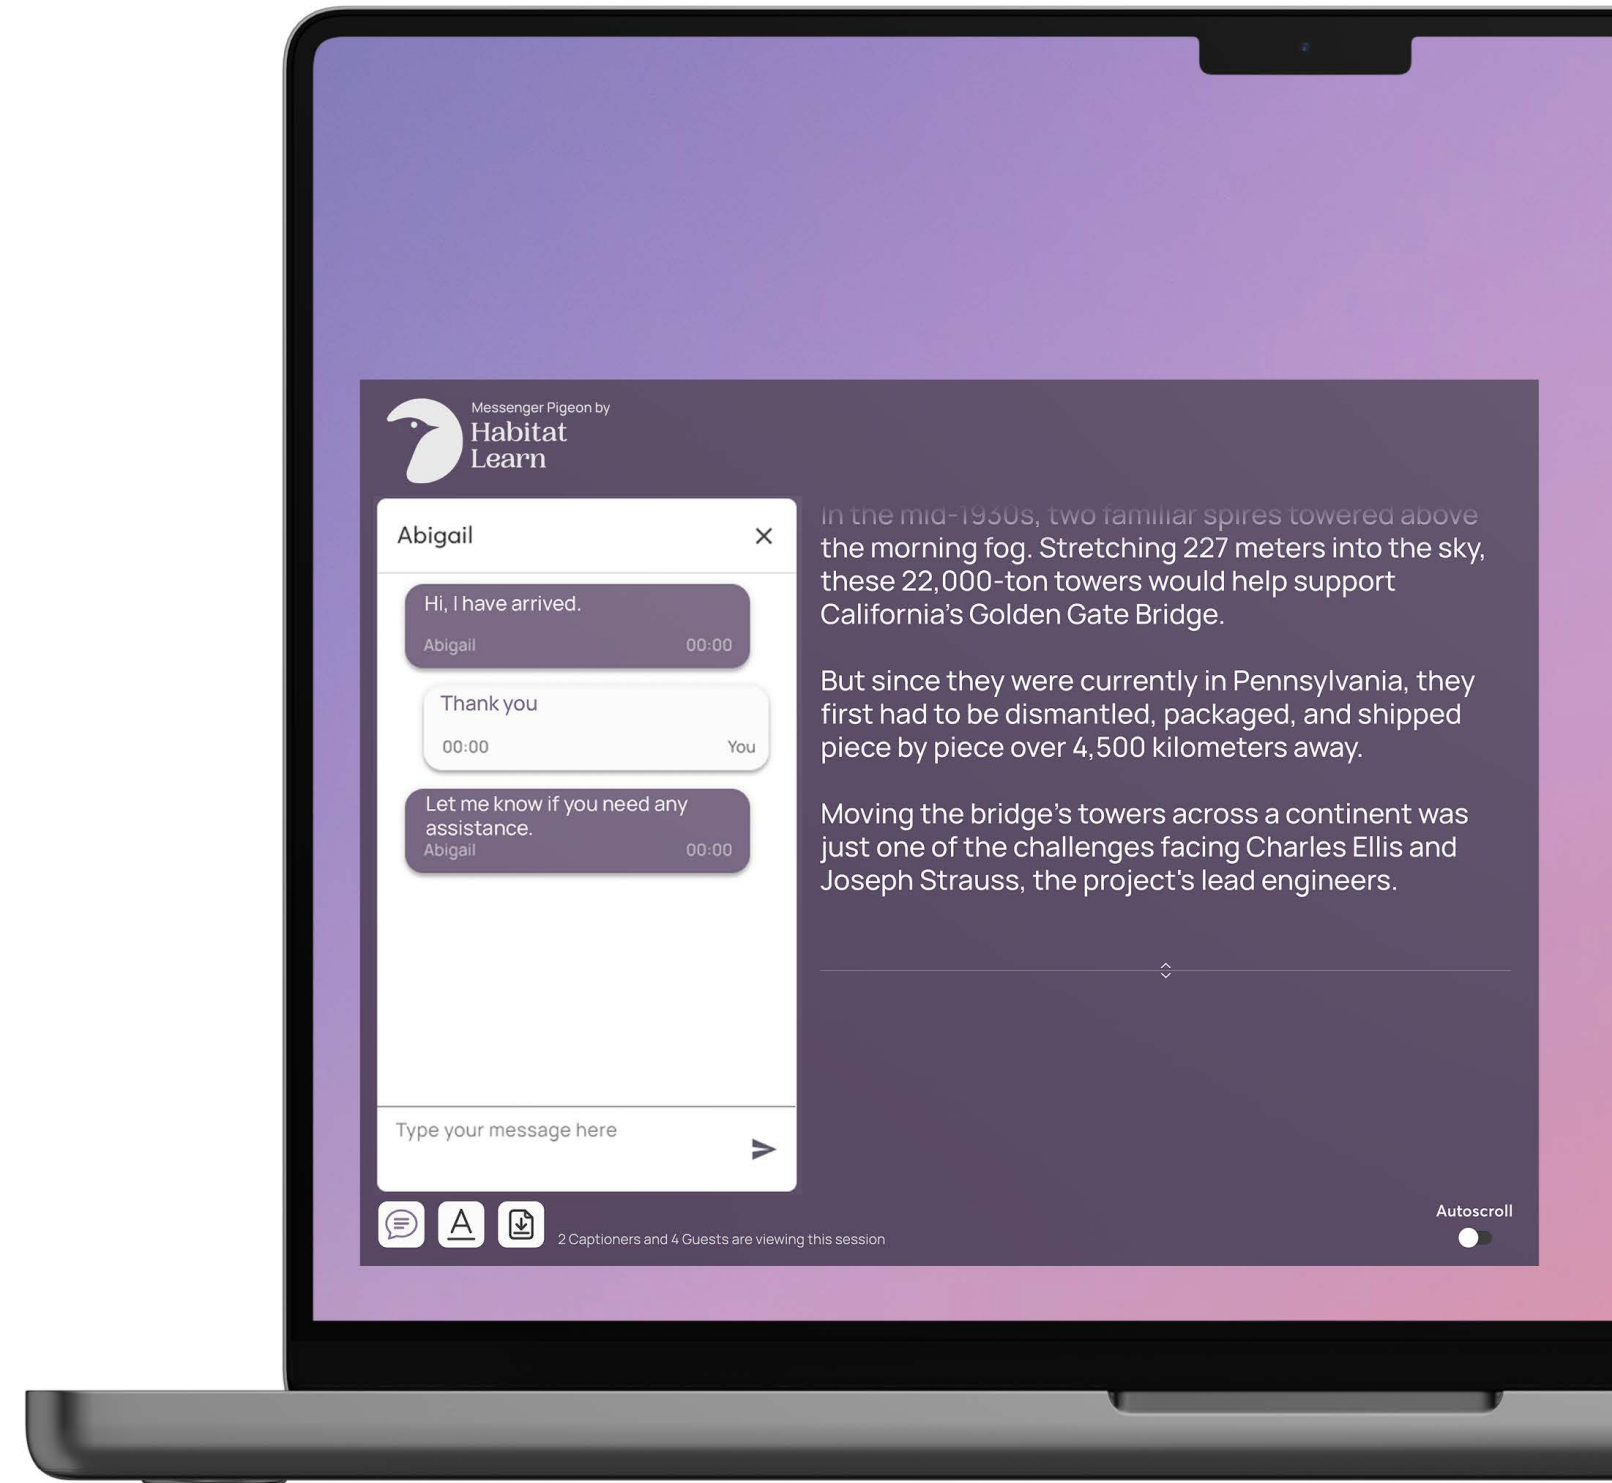 Messenger Pigeon by
Habitat
Learn
Abigail
Hi, I have arrived.
Abigail 00:00
Thank you
00:00 You
Let me know if you need any
assistance.
Abigail 00:00
Type your message here
In the mid-1930s, two familiar spires towered above
the morning fog. Stretching 227 meters into the sky,
these 22,000-ton towers would help support
California's Golden Gate Bridge.
But since they were currently in Pennsylvania, they
first had to be dismantled, packaged, and shipped
piece by piece over 4,500 kilometers away.
Moving the bridge's towers across a continent was
just one of the challenges facing Charles Ellis and
Joseph Strauss, the project's lead engineers.
A
2 Captioners and 4 Guests are viewing this session
Autoscroll